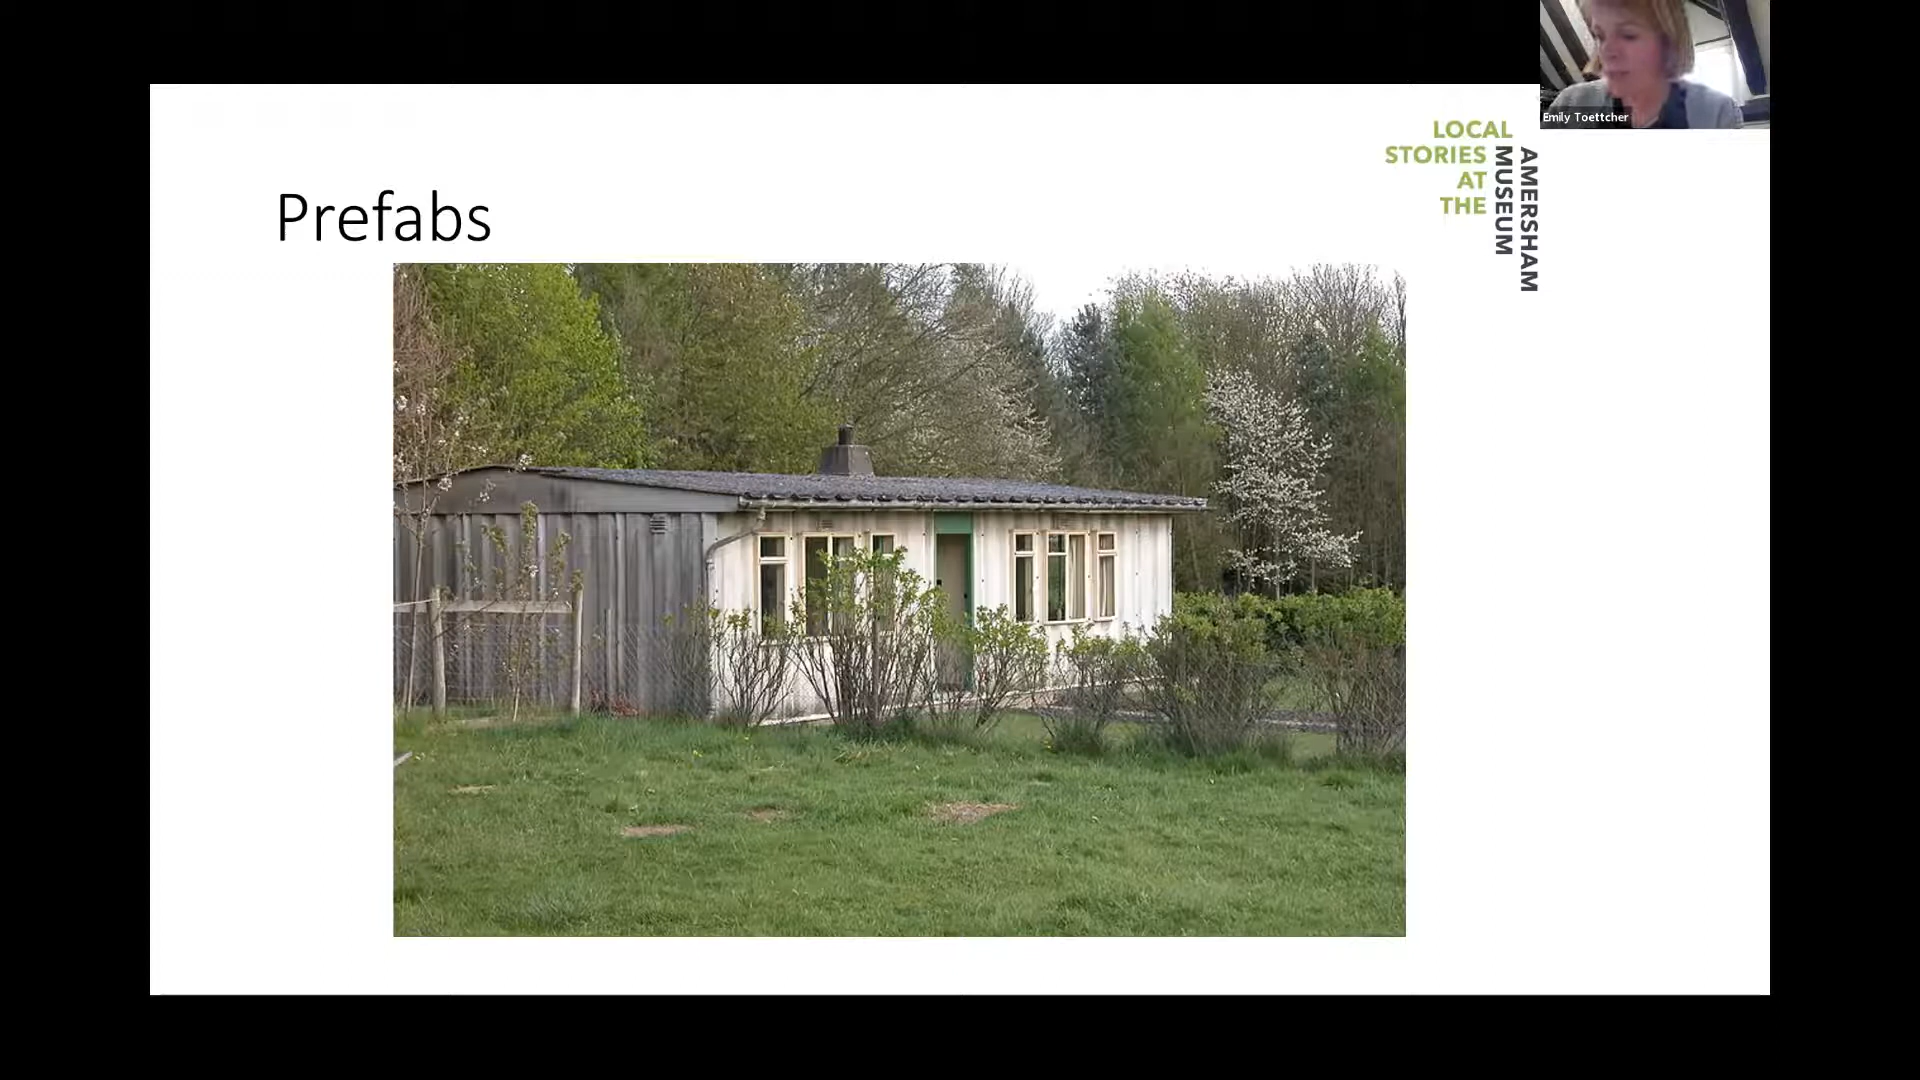 Emily Toettcher
LOCAL
STORIES
AT
THE
MUSEUM
AMERSHAM
Prefabs